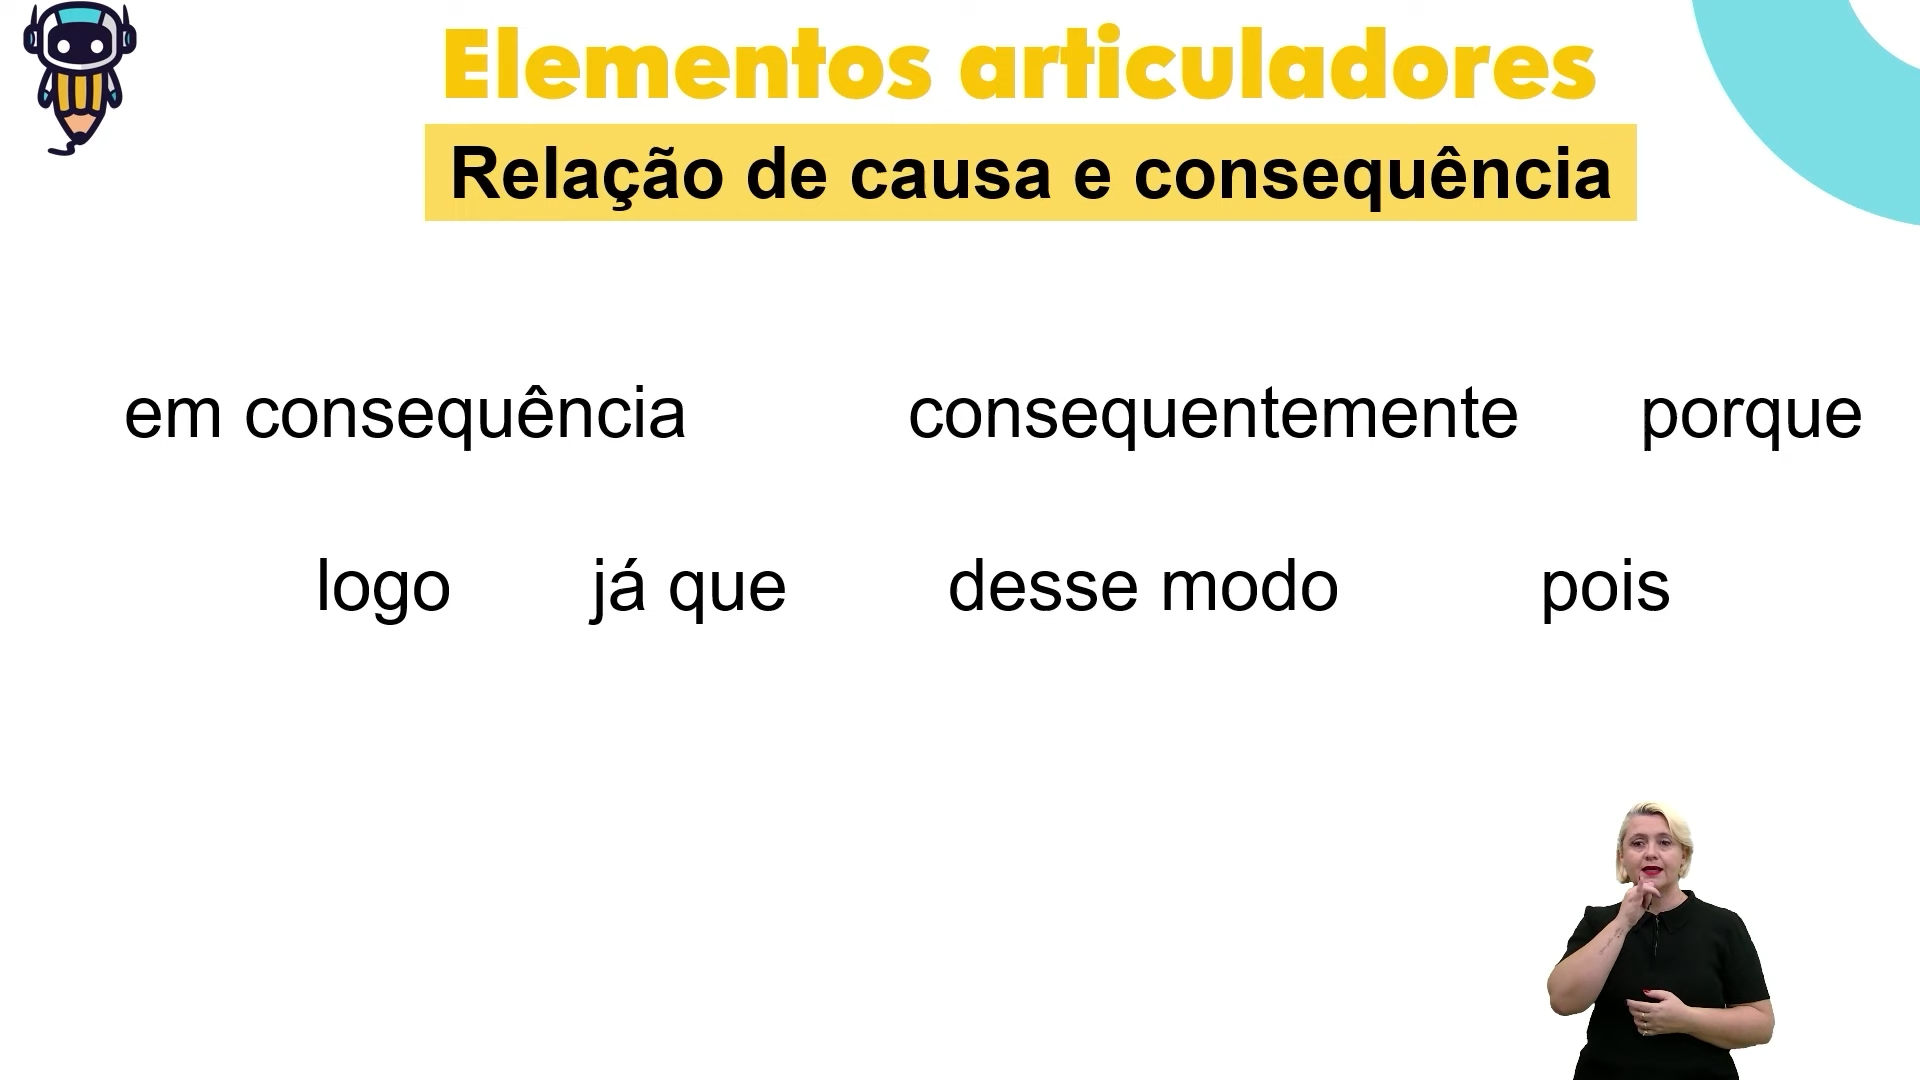 Elementos articuladores
Relação de causa e consequência
em consequência consequentemente porque
logo já que desse modo pois